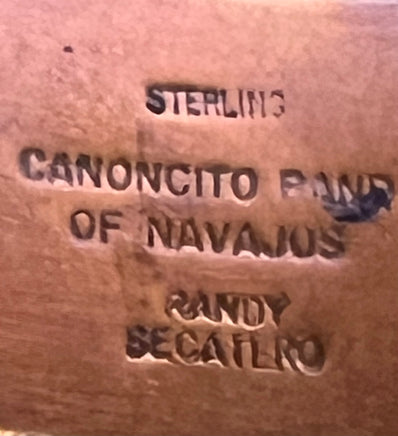 STERLING
CANONCITO BAND
OF NAVAJOS
RANDY
SECATERO